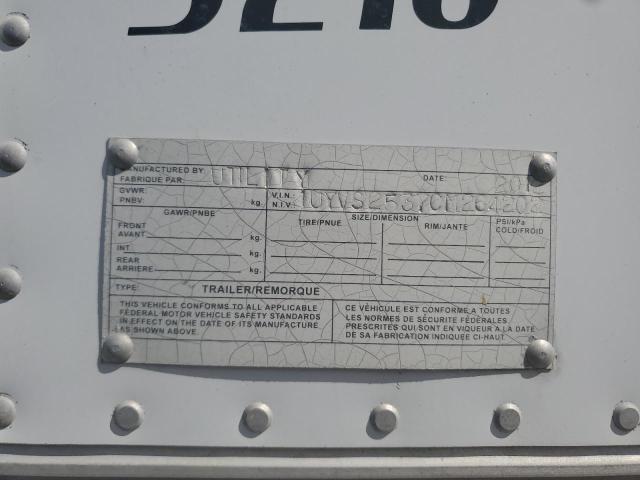 MANUFACTURED BY UTILITY DATE:
FABRIQUE PAR:
GVWR: V.I.N.
PNBV: kg. N.I.V.
GAWR/PNBE SIZE/DIMENSION PSI/kPa
TIRE/PNUE RIM/JANTE COLD/FROID
FRONT
AVANT kg.
INT. kg.
REAR
ARRIERE kg.
TYPE: TRAILER/REMORQUE
THIS VEHICLE CONFORMS TO ALL APPLICABLE
FEDERAL MOTOR VEHICLE SAFETY STANDARDS
IN EFFECT ON THE DATE OF ITS MANUFACTURE
AS SHOWN ABOVE.
CE VÉHICULE EST CONFORME A TOUTES
LES NORMES DE SÉCURITÉ FÉDÉRALES
PRESCRITES QUI SONT EN VIQUEUR A LA DATE
DE SA FABRICATION INDIQUÉE CI-HAUT.